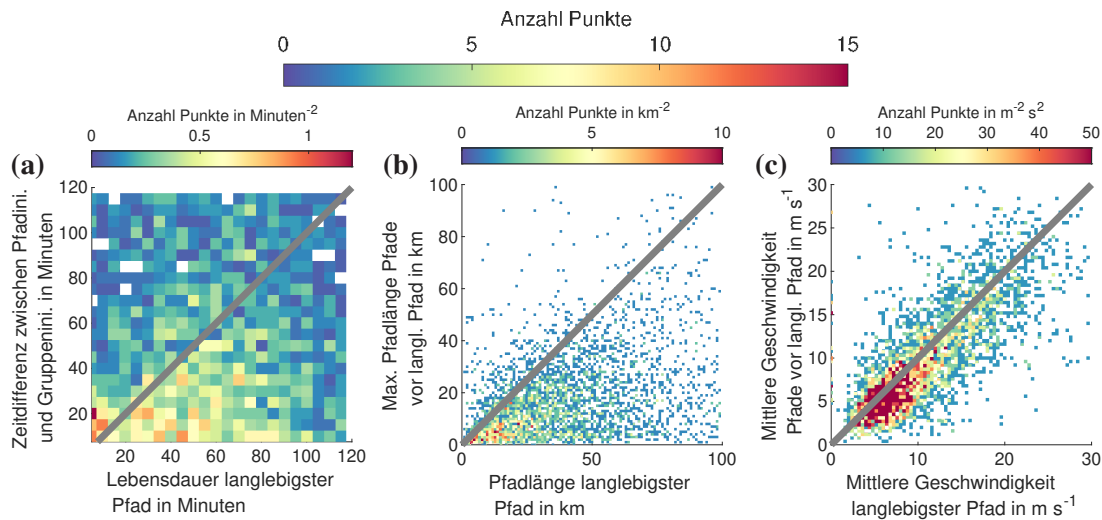 Anzahl Punkte
0 5 10 15
Anzahl Punkte in Minuten-2
0 0.5 1
(a)
Zeitdifferenz zwischen Pfadini.
und Gruppenini. in Minuten
120
100
80
60
40
20
20 40 60 80 100 120
Lebensdauer langlebigster
Pfad in Minuten
Anzahl Punkte in km-2
0 5 10
(b)
Max. Pfadlänge Pfade
vor langl. Pfad in km
100
80
60
40
20
0
0 50 100
Pfadlänge langlebigster
Pfad in km
Anzahl Punkte in m-2 s2
0 10 20 30 40 50
(c)
Mittlere Geschwindigkeit
Pfade vor langl. Pfad in m s-1
30
25
20
15
10
5
0
0 5 10 15 20 25 30
Mittlere Geschwindigkeit
langlebigster Pfad in m s-1